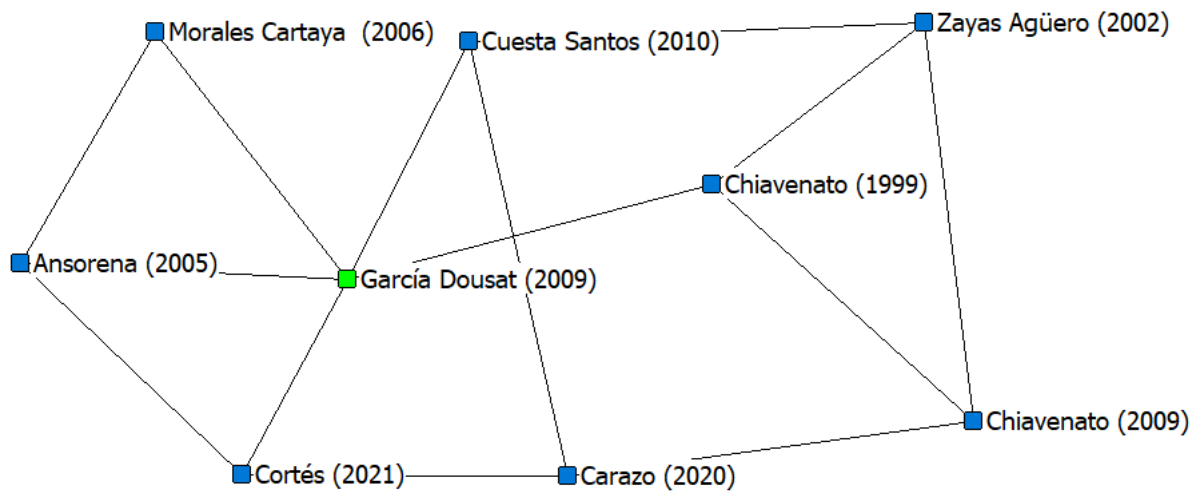 Morales Cartaya  (2006)
Cuesta Santos (2010)
Zayas Agüero (2002)
Chiavenato (1999)
Ansorena (2005)
García Dousat (2009)
Chiavenato (2009)
Cortés (2021)
Carazo (2020)